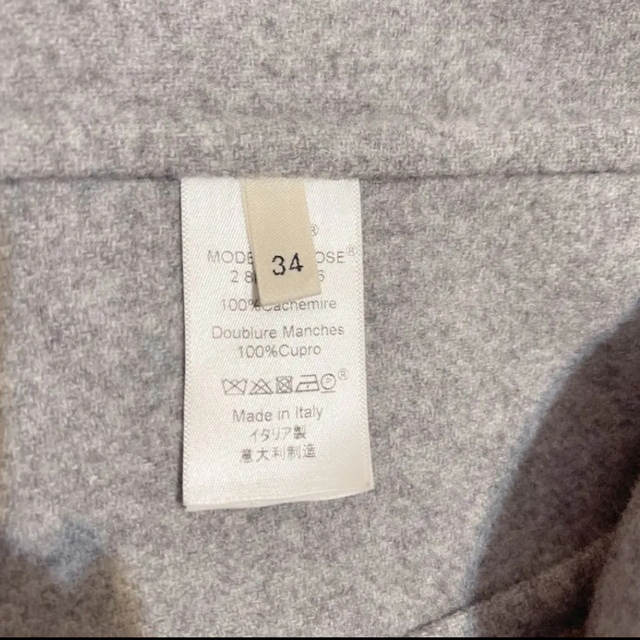 ®
34
100%Cachemire
Doublure Manches
100%Cupro
®
Made in Italy
イタリア製
意大利制造